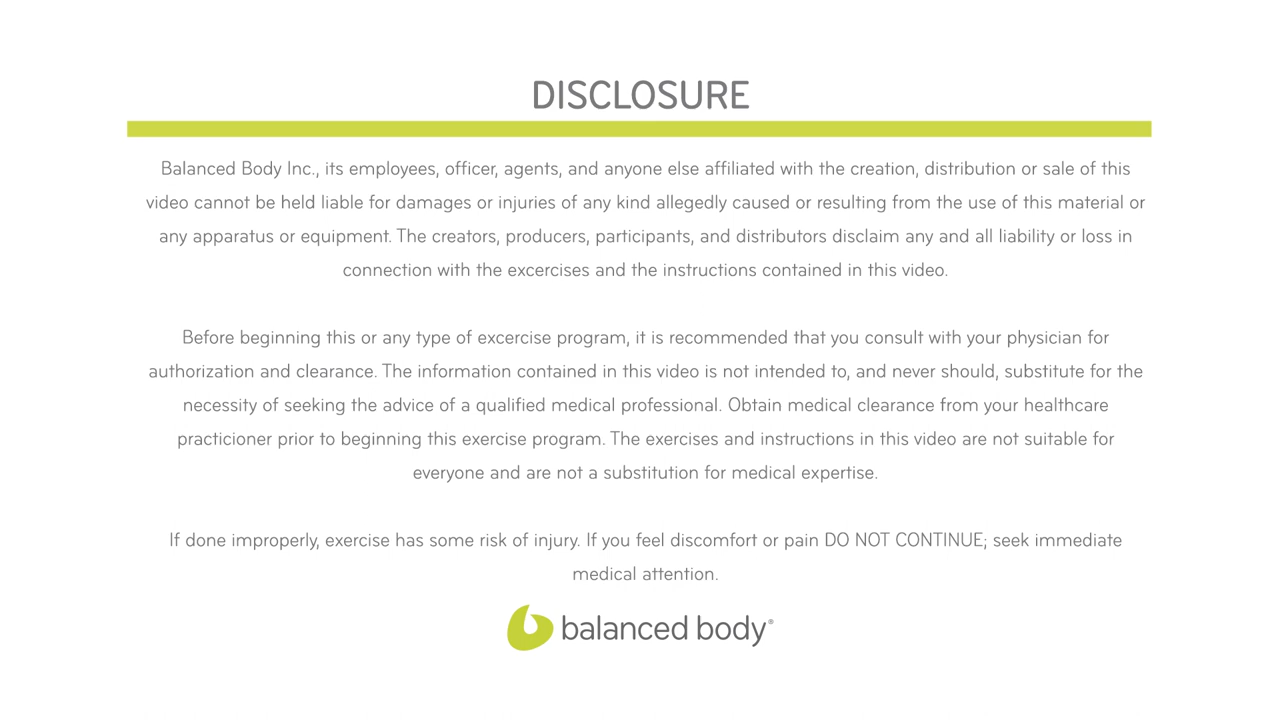 DISCLOSURE
Balanced Body Inc., its employees, officer, agents, and anyone else affiliated with the creation, distribution or sale of this
video cannot be held liable for damages or injuries of any kind allegedly caused or resulting from the use of this material or
any apparatus or equipment. The creators, producers, participants, and distributors disclaim any and all liability or loss in
connection with the excercises and the instructions contained in this video.
Before beginning this or any type of excercise program, it is recommended that you consult with your physician for
authorization and clearance. The information contained in this video is not intended to, and never should, substitute for the
necessity of seeking the advice of a qualified medical professional. Obtain medical clearance from your healthcare
practicioner prior to beginning this exercise program. The exercises and instructions in this video are not suitable for
everyone and are not a substitution for medical expertise.
If done improperly, exercise has some risk of injury. If you feel discomfort or pain DO NOT CONTINUE; seek immediate
medical attention.
balanced body®